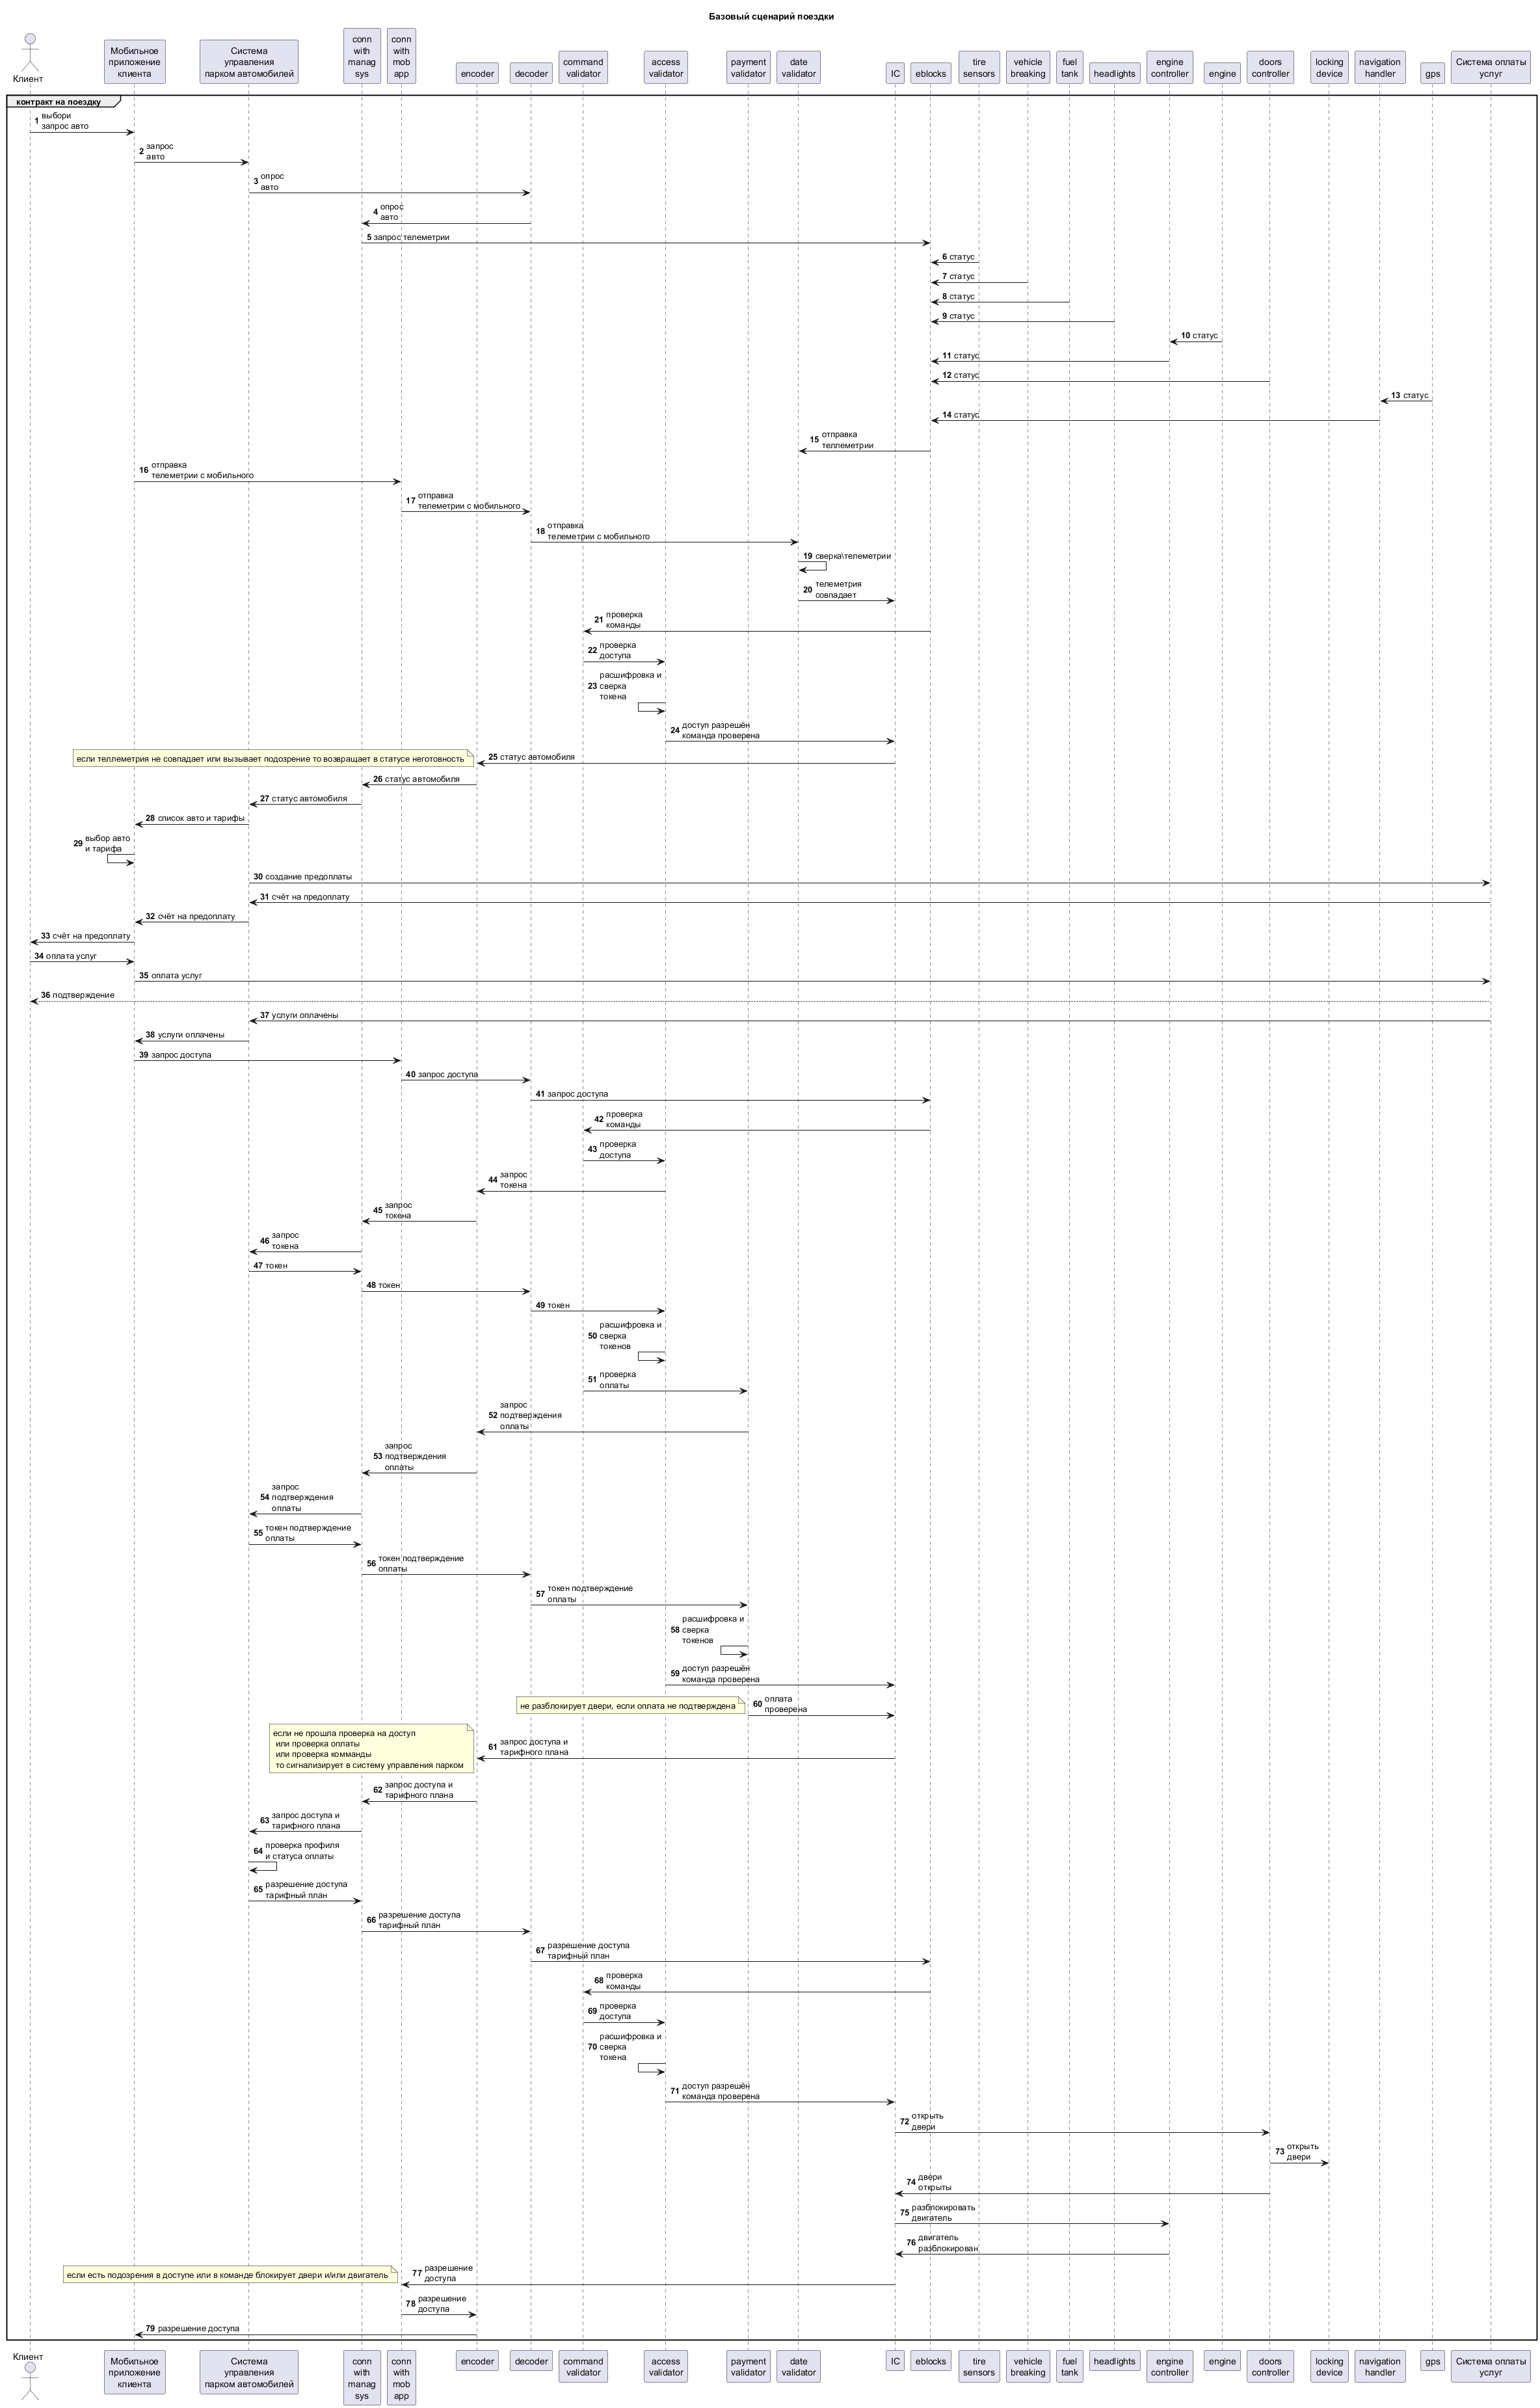 Базовый сценарий поездки
Клиент
Мобильное
приложение
клиента
Система
управления
парком автомобилей
conn
with
manag
sys
conn
with
mob
app
encoder
decoder
command
validator
access
validator
payment
validator
date
validator
IC
eblocks
tire
sensors
vehicle
breaking
fuel
tank
headlights
engine
controller
engine
doors
controller
locking
device
navigation
handler
gps
Система оплаты
услуг
контракт на поездку
1 выбори
запрос авто
2 запрос
авто
3 опрос
авто
4 опрос
авто
5 запрос телеметрии
6 статус
7 статус
8 статус
9 статус
10 статус
11 статус
12 статус
13 статус
14 статус
15 отправка
теллеметрии
16 отправка
телеметрии с мобильного
17 отправка
телеметрии с мобильного
18 отправка
телеметрии с мобильного
19 сверка\телеметрии
20 телеметрия
совпадает
21 проверка
команды
22 проверка
доступа
23 расшифровка и
сверка
токена
24 доступ разрешён
команда проверена
если теллеметрия не совпадает или вызывает подозрение то возвращает в статусе неготовность
25 статус автомобиля
26 статус автомобиля
27 статус автомобиля
28 список авто и тарифы
29 выбор авто
и тарифа
30 создание предоплаты
31 счёт на предоплату
32 счёт на предоплату
33 счёт на предоплату
34 оплата услуг
35 оплата услуг
36 подтверждение
37 услуги оплачены
38 услуги оплачены
39 запрос доступа
40 запрос доступа
41 запрос доступа
42 проверка
команды
43 проверка
доступа
44 запрос
токена
45 запрос
токена
46 запрос
токена
47 токен
48 токен
49 токен
50 расшифровка и
сверка
токенов
51 проверка
оплаты
52 запрос
подтверждения
оплаты
53 запрос
подтверждения
оплаты
54 запрос
подтверждения
оплаты
55 токен подтверждение
оплаты
56 токен подтверждение
оплаты
57 токен подтверждение
оплаты
58 расшифровка и
сверка
токенов
59 доступ разрешён
команда проверена
не разблокирует двери, если оплата не подтверждена
60 оплата
проверена
если не прошла проверка на доступ
или проверка оплаты
или проверка комманды
то сигнализирует в систему управления парком
61 запрос доступа и
тарифного плана
62 запрос доступа и
тарифного плана
63 запрос доступа и
тарифного плана
64 проверка профиля
и статуса оплаты
65 разрешение доступа
тарифный план
66 разрешение доступа
тарифный план
67 разрешение доступа
тарифный план
68 проверка
команды
69 проверка
доступа
70 расшифровка и
сверка
токена
71 доступ разрешён
команда проверена
72 открыть
двери
73 открыть
двери
74 двери
открыты
75 разблокировать
двигатель
76 двигатель
разблокирован
если есть подозрения в доступе или в команде блокирует двери и/или двигатель
77 разрешение
доступа
78 разрешение
доступа
79 разрешение доступа
Клиент
Мобильное
приложение
клиента
Система
управления
парком автомобилей
conn
with
manag
sys
conn
with
mob
app
encoder
decoder
command
validator
access
validator
payment
validator
date
validator
IC
eblocks
tire
sensors
vehicle
breaking
fuel
tank
headlights
engine
controller
engine
doors
controller
locking
device
navigation
handler
gps
Система оплаты
услуг